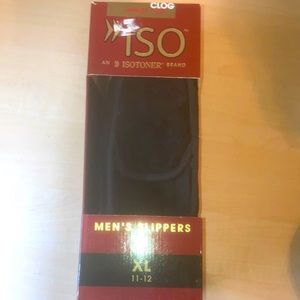 CLOG
ISO
AN ISOTONER® BRAND
MEN'S SLIPPERS
XL
11-12